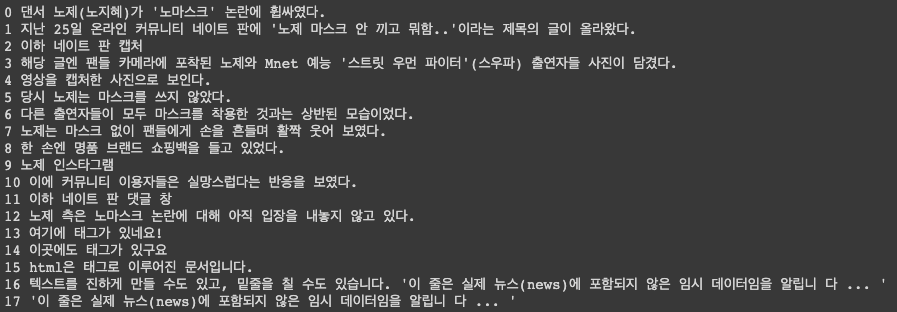 0 댄서 노제(노지혜)가 '노마스크' 논란에 휩싸였다.
1 지난 25일 온라인 커뮤니티 네이트 판에 '노제 마스크 안 끼고 뭐함..'이라는 제목의 글이 올라왔다.
2 이하 네이트 판 캡처
3 해당 글엔 팬들 카메라에 포착된 노제와 Mnet 예능 '스트릿 우먼 파이터'(스우파) 출연자들 사진이 담겼다.
4 영상을 캡처한 사진으로 보인다.
5 당시 노제는 마스크를 쓰지 않았다.
6 다른 출연자들이 모두 마스크를 착용한 것과는 상반된 모습이었다.
7 노제는 마스크 없이 팬들에게 손을 흔들며 활짝 웃어 보였다.
8 한 손엔 명품 브랜드 쇼핑백을 들고 있었다.
9 노제 인스타그램
10 이에 커뮤니티 이용자들은 실망스럽다는 반응을 보였다.
11 이하 네이트 판 댓글 창
12 노제 측은 노마스크 논란에 대해 아직 입장을 내놓지 않고 있다.
13 여기에 태그가 있네요!
14 이곳에도 태그가 있구요
15 html은 태그로 이루어진 문서입니다.
16 텍스트를 진하게 만들 수도 있고, 밑줄을 칠 수도 있습니다. '이 줄은 실제 뉴스(news)에 포함되지 않은 임시 데이터임을 알립니 다 ... '
17 '이 줄은 실제 뉴스(news)에 포함되지 않은 임시 데이터임을 알립니 다 ... '